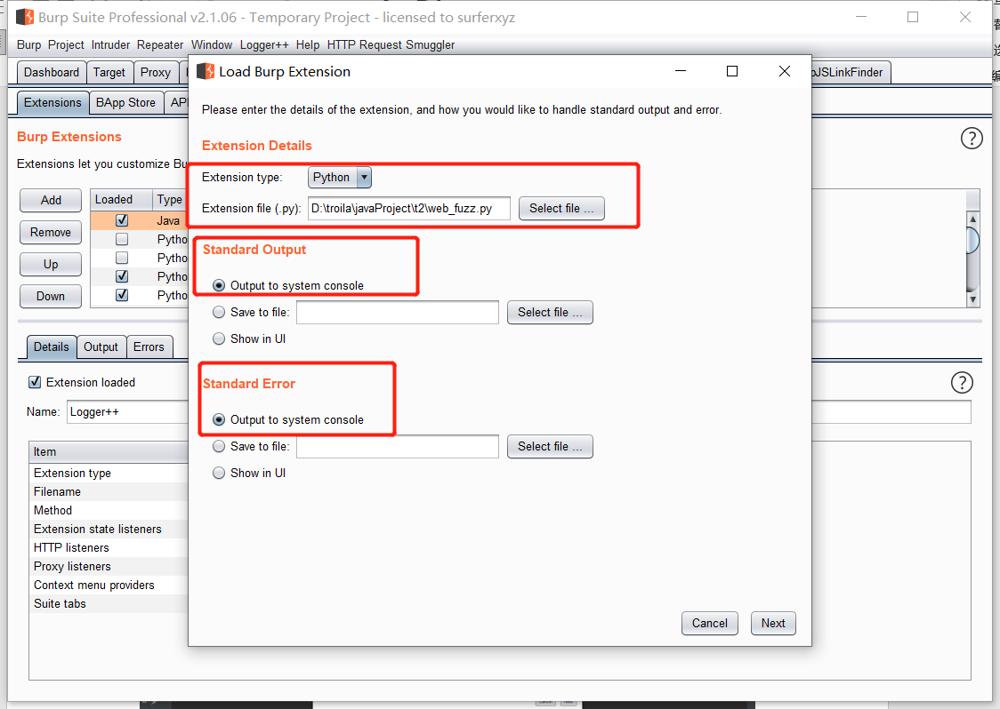 Burp Suite Professional v2.1.06 - Temporary Project - licensed to surferxyz
Burp Project Intruder Repeater Window Logger++ Help HTTP Request Smuggler
Dashboard Target Proxy
Load Burp Extension
Extensions BApp Store
Please enter the details of the extension, and how you would like to handle standard output and error.
Burp Extensions
Extensions let you customize
Extension Details
Extension type: Python
Extension file (.py): D:\troila\javaProject\t2\web_fuzz.py Select file ...
Add
Remove
Up
Down
Loaded Type
Java
Pytho
Pytho
Pytho
Pytho
Standard Output
Output to system console
Save to file: Select file ...
Show in UI
Standard Error
Output to system console
Save to file: Select file ...
Show in UI
Details Output Errors
Extension loaded
Name: Logger++
Item
Extension type
Filename
Method
Extension state listeners
HTTP listeners
Proxy listeners
Context menu providers
Suite tabs
Cancel Next